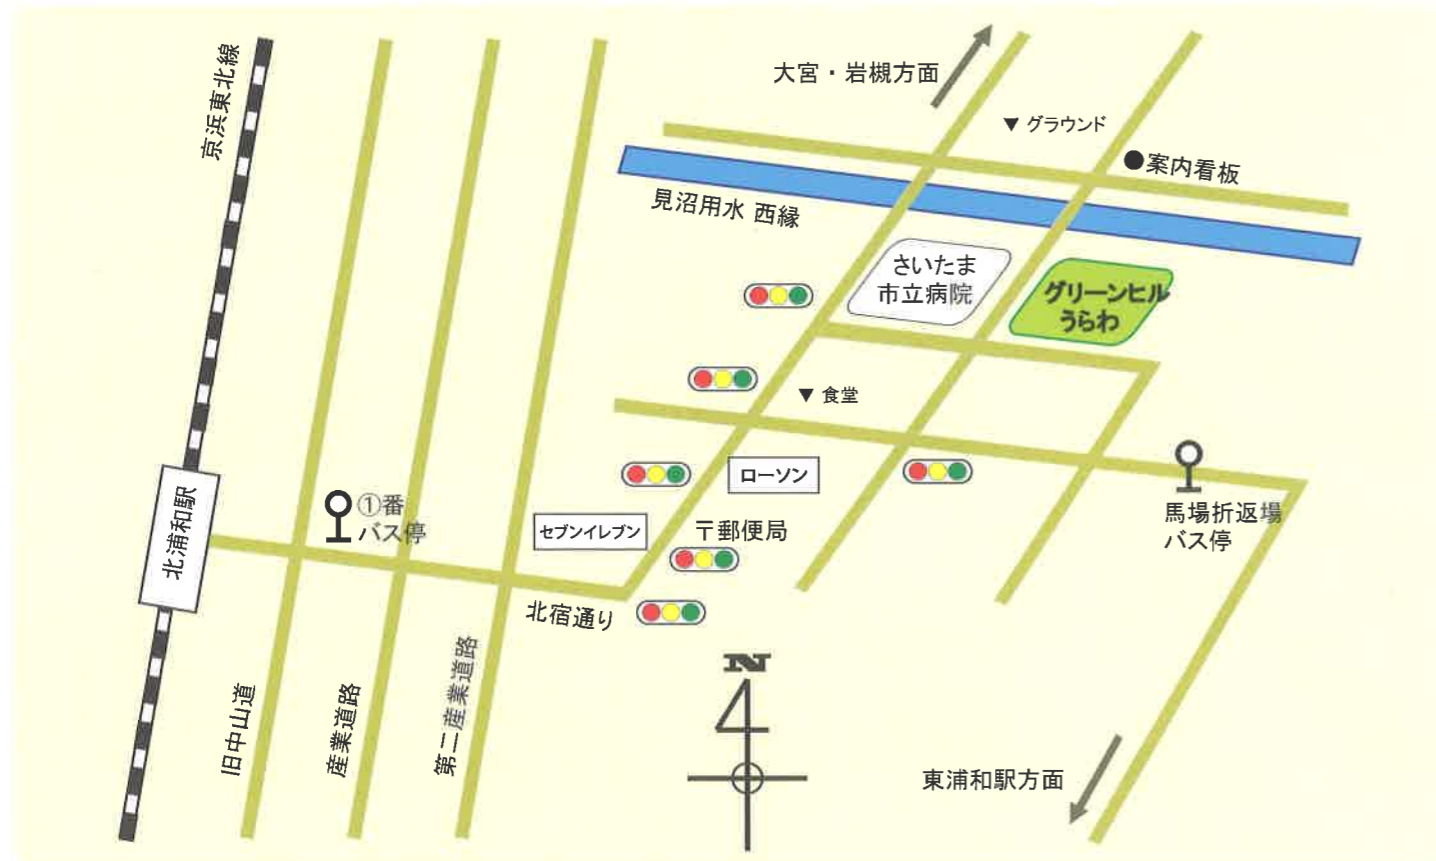 京浜東北線
大宮・岩槻方面
▼ グラウンド
●案内看板
見沼用水 西縁
さいたま
市立病院
グリーンヒル
うらわ
▼ 食堂
ローソン
セブンイレブン
〒郵便局
①番
バス停
北浦和駅
馬場折返場
バス停
北宿通り
旧中山道
産業道路
第二産業道路
N
東浦和駅方面